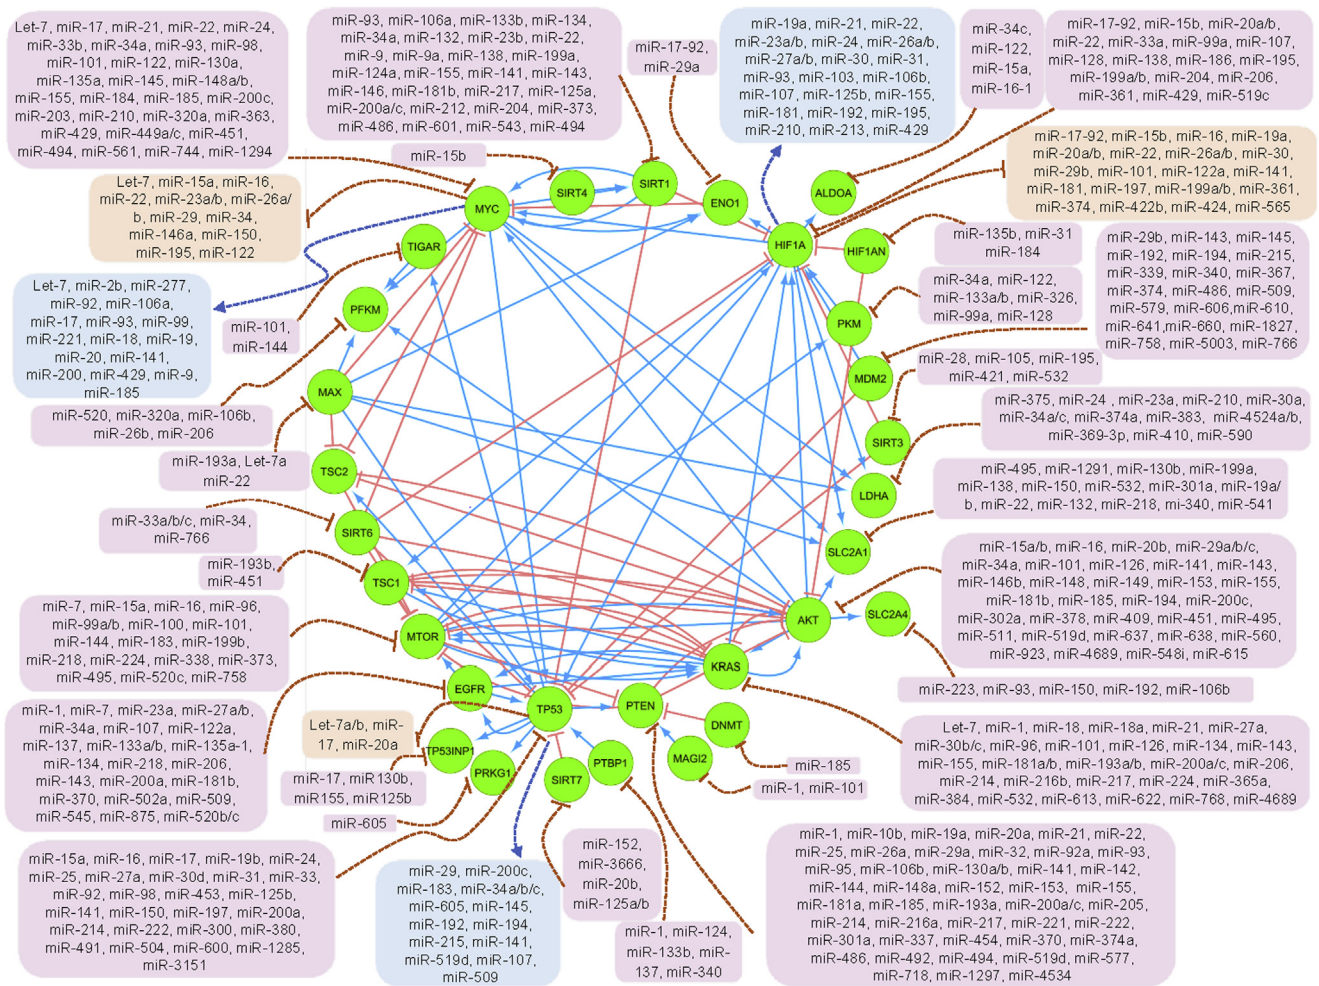 Let-7, miR-17, miR-21, miR-22, miR-24,
miR-33b, miR-34a, miR-93, miR-98,
miR-101, miR-122, miR-130a,
miR-135a, miR-145, miR-148a/b,
miR-155, miR-184, miR-185, miR-200c,
miR-203, miR-210, miR-320a, miR-363,
miR-429, miR-449a/c, miR-451,
miR-494, miR-561, miR-744, miR-1294
miR-93, miR-106a, miR-133b, miR-134,
miR-34a, miR-132, miR-23b, miR-22,
miR-9, miR-9a, miR-138, miR-199a,
miR-124a, miR-155, miR-141, miR-143,
miR-146, miR-181b, miR-217, miR-125a,
miR-200a/c, miR-212, miR-204, miR-373,
miR-486, miR-601, miR-543, miR-494
miR-17-92,
miR-29a
miR-19a, miR-21, miR-22,
miR-23a/b, miR-24, miR-26a/b,
miR-27a/b, miR-30, miR-31,
miR-93, miR-103, miR-106b,
miR-107, miR-125b, miR-155,
miR-181, miR-192, miR-195,
miR-210, miR-213, miR-429
miR-34c,
miR-122,
miR-15a,
miR-16-1
miR-17-92, miR-15b, miR-20a/b,
miR-22, miR-33a, miR-99a, miR-107,
miR-128, miR-138, miR-186, miR-195,
miR-199a/b, miR-204, miR-206,
miR-361, miR-429, miR-519c
miR-17-92, miR-15b, miR-16, miR-19a,
miR-20a/b, miR-22, miR-26a/b, miR-30,
miR-29b, miR-101, miR-122a, miR-141,
miR-181, miR-197, miR-199a/b, miR-361,
miR-374, miR-422b, miR-424, miR-565
miR-15b
Let-7, miR-15a, miR-16,
miR-22, miR-23a/b, miR-26a/
b, miR-29, miR-34,
miR-146a, miR-150,
miR-195, miR-122
MYC
SIRT4
SIRT1
ENO1
ALDOA
HIF1A
HIF1AN
miR-135b, miR-31
miR-184
TIGAR
PFKM
Let-7, miR-2b, miR-277,
miR-92, miR-106a,
miR-17, miR-93, miR-99,
miR-221, miR-18, miR-19,
miR-20, miR-141,
miR-200, miR-429, miR-9,
miR-185
miR-101,
miR-144
miR-34a, miR-122,
miR-133a/b, miR-326,
miR-99a, miR-128
miR-29b, miR-143, miR-145,
miR-192, miR-194, miR-215,
miR-339, miR-340, miR-367,
miR-374, miR-486, miR-509,
miR-579, miR-606,miR-610,
miR-641,miR-660, miR-1827,
miR-758, miR-5003, miR-766
PKM
MDM2
miR-28, miR-105, miR-195,
miR-421, miR-532
MAX
miR-520, miR-320a, miR-106b,
miR-26b, miR-206
miR-375, miR-24 , miR-23a, miR-210, miR-30a,
miR-34a/c, miR-374a, miR-383, miR-4524a/b,
miR-369-3p, miR-410, miR-590
SIRT3
miR-193a, Let-7a
miR-22
TSC2
LDHA
miR-495, miR-1291, miR-130b, miR-199a,
miR-138, miR-150, miR-532, miR-301a, miR-19a/
b, miR-22, miR-132, miR-218, mi-340, miR-541
miR-33a/b/c, miR-34,
miR-766
SIRT6
SLC2A1
miR-193b,
miR-451
TSC1
miR-15a/b, miR-16, miR-20b, miR-29a/b/c,
miR-34a, miR-101, miR-126, miR-141, miR-143,
miR-146b, miR-148, miR-149, miR-153, miR-155,
miR-181b, miR-185, miR-194, miR-200c,
miR-302a, miR-378, miR-409, miR-451, miR-495,
miR-511, miR-519d, miR-637, miR-638, miR-560,
miR-923, miR-4689, miR-548i, miR-615
miR-7, miR-15a, miR-16, miR-96,
miR-99a/b, miR-100, miR-101,
miR-144, miR-183, miR-199b,
miR-218, miR-224, miR-338, miR-373,
miR-495, miR-520c, miR-758
MTOR
AKT
SLC2A4
KRAS
miR-223, miR-93, miR-150, miR-192, miR-106b
EGFR
TP53
PTEN
DNMT
MAGI2
miR-1, miR-7, miR-23a, miR-27a/b,
miR-34a, miR-107, miR-122a,
miR-137, miR-133a/b, miR-135a-1,
miR-134, miR-218, miR-206,
miR-143, miR-200a, miR-181b,
miR-370, miR-502a, miR-509,
miR-545, miR-875, miR-520b/c
Let-7a/b, miR-
17, miR-20a
TP53INP1
PRKG1
SIRT7
PTBP1
miR-17, miR130b,
miR155, miR125b
miR-605
miR-185
miR-1, miR-101
Let-7, miR-1, miR-18, miR-18a, miR-21, miR-27a,
miR-30b/c, miR-96, miR-101, miR-126, miR-134, miR-143,
miR-155, miR-181a/b, miR-193a/b, miR-200a/c, miR-206,
miR-214, miR-216b, miR-217, miR-224, miR-365a,
miR-384, miR-532, miR-613, miR-622, miR-768, miR-4689
miR-15a, miR-16, miR-17, miR-19b, miR-24,
miR-25, miR-27a, miR-30d, miR-31, miR-33,
miR-92, miR-98, miR-453, miR-125b,
miR-141, miR-150, miR-197, miR-200a,
miR-214, miR-222, miR-300, miR-380,
miR-491, miR-504, miR-600, miR-1285,
miR-3151
miR-29, miR-200c,
miR-183, miR-34a/b/c,
miR-605, miR-145,
miR-192, miR-194,
miR-215, miR-141,
miR-519d, miR-107,
miR-509
miR-152,
miR-3666,
miR-20b,
miR-125a/b
miR-1, miR-124,
miR-133b, miR-
137, miR-340
miR-1, miR-10b, miR-19a, miR-20a, miR-21, miR-22,
miR-25, miR-26a, miR-29a, miR-32, miR-92a, miR-93,
miR-95, miR-106b, miR-130a/b, miR-141, miR-142,
miR-144, miR-148a, miR-152, miR-153, miR-155,
miR-181a, miR-185, miR-193a, miR-200a/c, miR-205,
miR-214, miR-216a, miR-217, miR-221, miR-222,
miR-301a, miR-337, miR-454, miR-370, miR-374a,
miR-486, miR-492, miR-494, miR-519d, miR-577,
miR-718, miR-1297, miR-4534